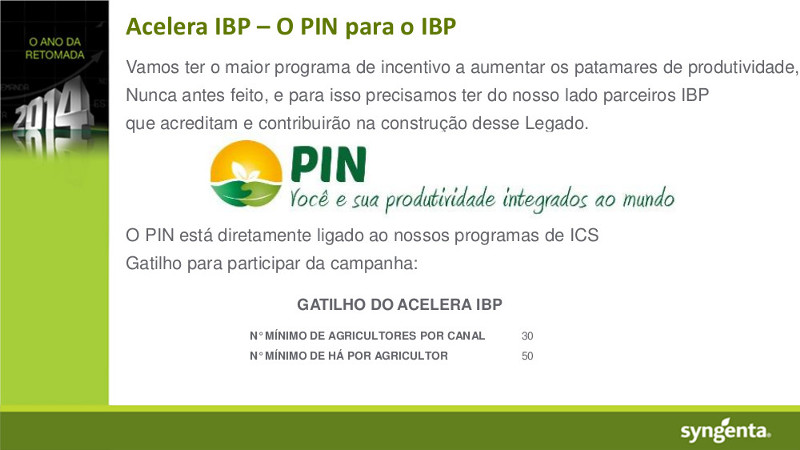 O ANO DA
RETOMADA
2014
Acelera IBP – O PIN para o IBP
Vamos ter o maior programa de incentivo a aumentar os patamares de produtividade,
Nunca antes feito, e para isso precisamos ter do nosso lado parceiros IBP
que acreditam e contribuirão na construção desse Legado.
PIN
Você e sua produtividade integrados ao mundo
O PIN está diretamente ligado ao nossos programas de ICS
Gatilho para participar da campanha:
GATILHO DO ACELERA IBP
N° MÍNIMO DE AGRICULTORES POR CANAL 30
N° MÍNIMO DE HÁ POR AGRICULTOR 50
syngenta.